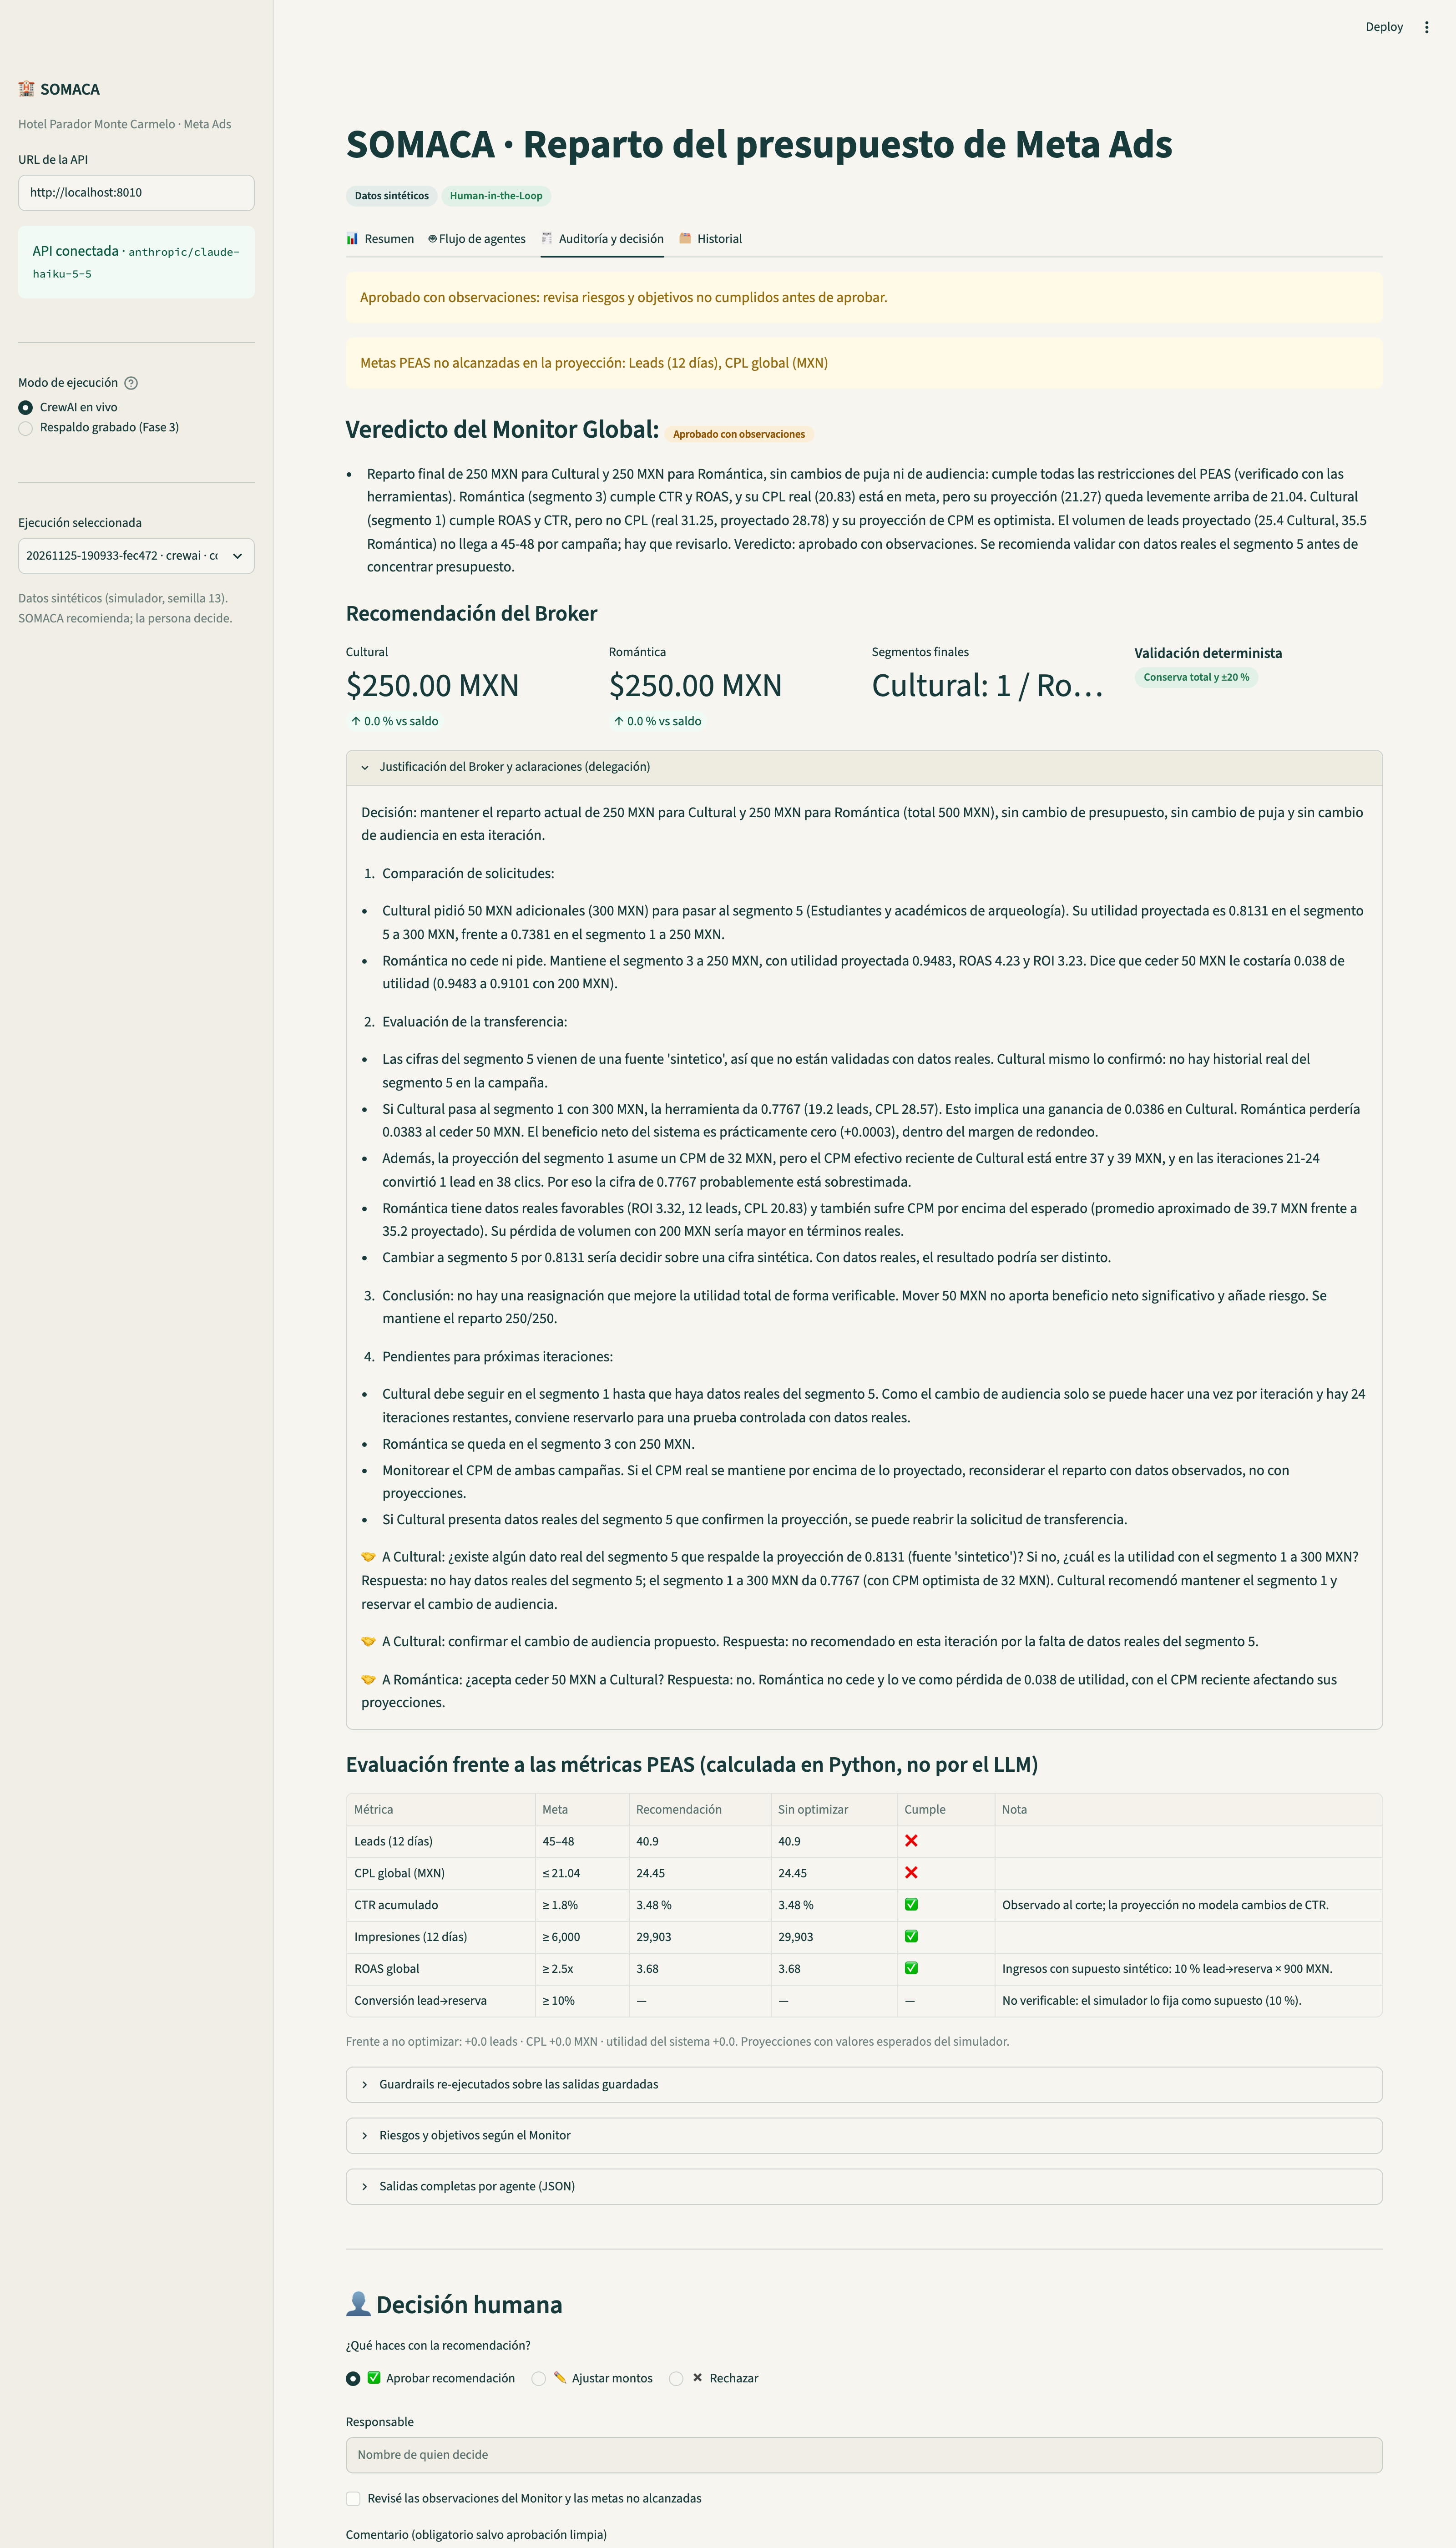 Deploy
SOMACA
Hotel Parador Monte Carmelo · Meta Ads
URL de la API
http://localhost:8010
API conectada · anthropic/claude-
haiku-5-5
Modo de ejecución
CrewAI en vivo
Respaldo grabado (Fase 3)
Ejecución seleccionada
20261125-190933-fec472 · crewai · cc
Datos sintéticos (simulador, semilla 13).
SOMACA recomienda; la persona decide.
SOMACA · Reparto del presupuesto de Meta Ads
Datos sintéticos Human-in-the-Loop
Resumen Flujo de agentes Auditoría y decisión Historial
Aprobado con observaciones: revisa riesgos y objetivos no cumplidos antes de aprobar.
Metas PEAS no alcanzadas en la proyección: Leads (12 días), CPL global (MXN)
Veredicto del Monitor Global: Aprobado con observaciones
• Reparto final de 250 MXN para Cultural y 250 MXN para Romántica, sin cambios de puja ni de audiencia: cumple todas las restricciones del PEAS (verificado con las
herramientas). Romántica (segmento 3) cumple CTR y ROAS, y su CPL real (20.83) está en meta, pero su proyección (21.27) queda levemente arriba de 21.04. Cultural
(segmento 1) cumple ROAS y CTR, pero no CPL (real 31.25, proyectado 28.78) y su proyección de CPM es optimista. El volumen de leads proyectado (25.4 Cultural, 35.5
Romántica) no llega a 45-48 por campaña; hay que revisarlo. Veredicto: aprobado con observaciones. Se recomienda validar con datos reales el segmento 5 antes de
concentrar presupuesto.
Recomendación del Broker
Cultural Romántica Segmentos finales Validación determinista
$250.00 MXN $250.00 MXN Cultural: 1 / Ro… Conserva total y ±20 %
↑ 0.0 % vs saldo ↑ 0.0 % vs saldo
Justificación del Broker y aclaraciones (delegación)
Decisión: mantener el reparto actual de 250 MXN para Cultural y 250 MXN para Romántica (total 500 MXN), sin cambio de presupuesto, sin cambio de puja y sin cambio
de audiencia en esta iteración.
1. Comparación de solicitudes:
• Cultural pidió 50 MXN adicionales (300 MXN) para pasar al segmento 5 (Estudiantes y académicos de arqueología). Su utilidad proyectada es 0.8131 en el segmento
5 a 300 MXN, frente a 0.7381 en el segmento 1 a 250 MXN.
• Romántica no cede ni pide. Mantiene el segmento 3 a 250 MXN, con utilidad proyectada 0.9483, ROAS 4.23 y ROI 3.23. Dice que ceder 50 MXN le costaría 0.038 de
utilidad (0.9483 a 0.9101 con 200 MXN).
2. Evaluación de la transferencia:
• Las cifras del segmento 5 vienen de una fuente 'sintetico', así que no están validadas con datos reales. Cultural mismo lo confirmó: no hay historial real del
segmento 5 en la campaña.
• Si Cultural pasa al segmento 1 con 300 MXN, la herramienta da 0.7767 (19.2 leads, CPL 28.57). Esto implica una ganancia de 0.0386 en Cultural. Romántica perdería
0.0383 al ceder 50 MXN. El beneficio neto del sistema es prácticamente cero (+0.0003), dentro del margen de redondeo.
• Además, la proyección del segmento 1 asume un CPM de 32 MXN, pero el CPM efectivo reciente de Cultural está entre 37 y 39 MXN, y en las iteraciones 21-24
convirtió 1 lead en 38 clics. Por eso la cifra de 0.7767 probablemente está sobrestimada.
• Romántica tiene datos reales favorables (ROI 3.32, 12 leads, CPL 20.83) y también sufre CPM por encima del esperado (promedio aproximado de 39.7 MXN frente a
35.2 proyectado). Su pérdida de volumen con 200 MXN sería mayor en términos reales.
• Cambiar a segmento 5 por 0.8131 sería decidir sobre una cifra sintética. Con datos reales, el resultado podría ser distinto.
3. Conclusión: no hay una reasignación que mejore la utilidad total de forma verificable. Mover 50 MXN no aporta beneficio neto significativo y añade riesgo. Se
mantiene el reparto 250/250.
4. Pendientes para próximas iteraciones:
• Cultural debe seguir en el segmento 1 hasta que haya datos reales del segmento 5. Como el cambio de audiencia solo se puede hacer una vez por iteración y hay 24
iteraciones restantes, conviene reservarlo para una prueba controlada con datos reales.
• Romántica se queda en el segmento 3 con 250 MXN.
• Monitorear el CPM de ambas campañas. Si el CPM real se mantiene por encima de lo proyectado, reconsiderar el reparto con datos observados, no con
proyecciones.
• Si Cultural presenta datos reales del segmento 5 que confirmen la proyección, se puede reabrir la solicitud de transferencia.
🤝 A Cultural: ¿existe algún dato real del segmento 5 que respalde la proyección de 0.8131 (fuente 'sintetico')? Si no, ¿cuál es la utilidad con el segmento 1 a 300 MXN?
Respuesta: no hay datos reales del segmento 5; el segmento 1 a 300 MXN da 0.7767 (con CPM optimista de 32 MXN). Cultural recomendó mantener el segmento 1 y
reservar el cambio de audiencia.
🤝 A Cultural: confirmar el cambio de audiencia propuesto. Respuesta: no recomendado en esta iteración por la falta de datos reales del segmento 5.
🤝 A Romántica: ¿acepta ceder 50 MXN a Cultural? Respuesta: no. Romántica no cede y lo ve como pérdida de 0.038 de utilidad, con el CPM reciente afectando sus
proyecciones.
Evaluación frente a las métricas PEAS (calculada en Python, no por el LLM)
Métrica Meta Recomendación Sin optimizar Cumple Nota
Leads (12 días) 45–48 40.9 40.9 ❌
CPL global (MXN) ≤ 21.04 24.45 24.45 ❌
CTR acumulado ≥ 1.8% 3.48 % 3.48 % ✅ Observado al corte; la proyección no modela cambios de CTR.
Impresiones (12 días) ≥ 6,000 29,903 29,903 ✅
ROAS global ≥ 2.5x 3.68 3.68 ✅ Ingresos con supuesto sintético: 10 % lead→reserva × 900 MXN.
Conversión lead→reserva ≥ 10% — — — No verificable: el simulador lo fija como supuesto (10 %).
Frente a no optimizar: +0.0 leads · CPL +0.0 MXN · utilidad del sistema +0.0. Proyecciones con valores esperados del simulador.
Guardrails re-ejecutados sobre las salidas guardadas
Riesgos y objetivos según el Monitor
Salidas completas por agente (JSON)
Decisión humana
¿Qué haces con la recomendación?
✅ Aprobar recomendación ✏️ Ajustar montos ✖ Rechazar
Responsable
Nombre de quien decide
Revisé las observaciones del Monitor y las metas no alcanzadas
Comentario (obligatorio salvo aprobación limpia)